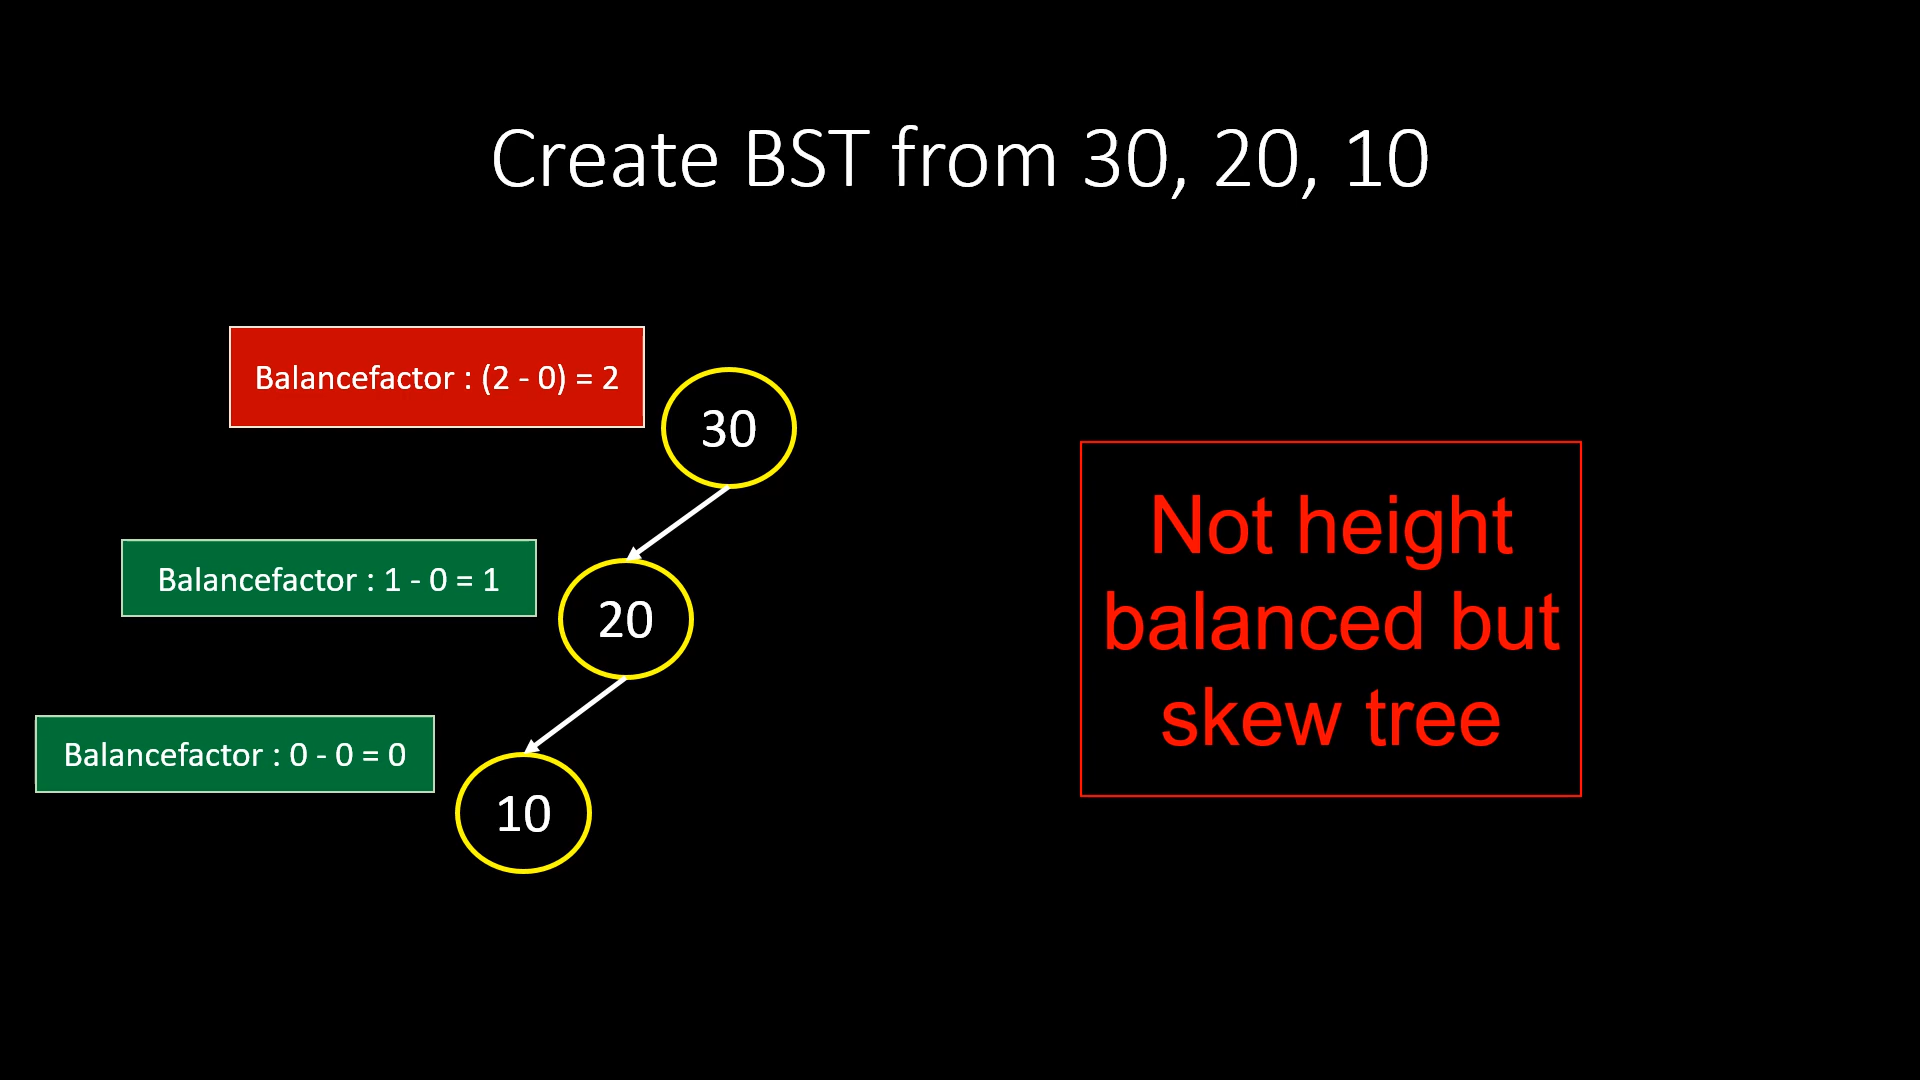 Create BST from 30, 20, 10
Balancefactor : (2 - 0) = 2
30
Balancefactor : 1 - 0 = 1
20
Balancefactor : 0 - 0 = 0
10
Not height
balanced but
skew tree